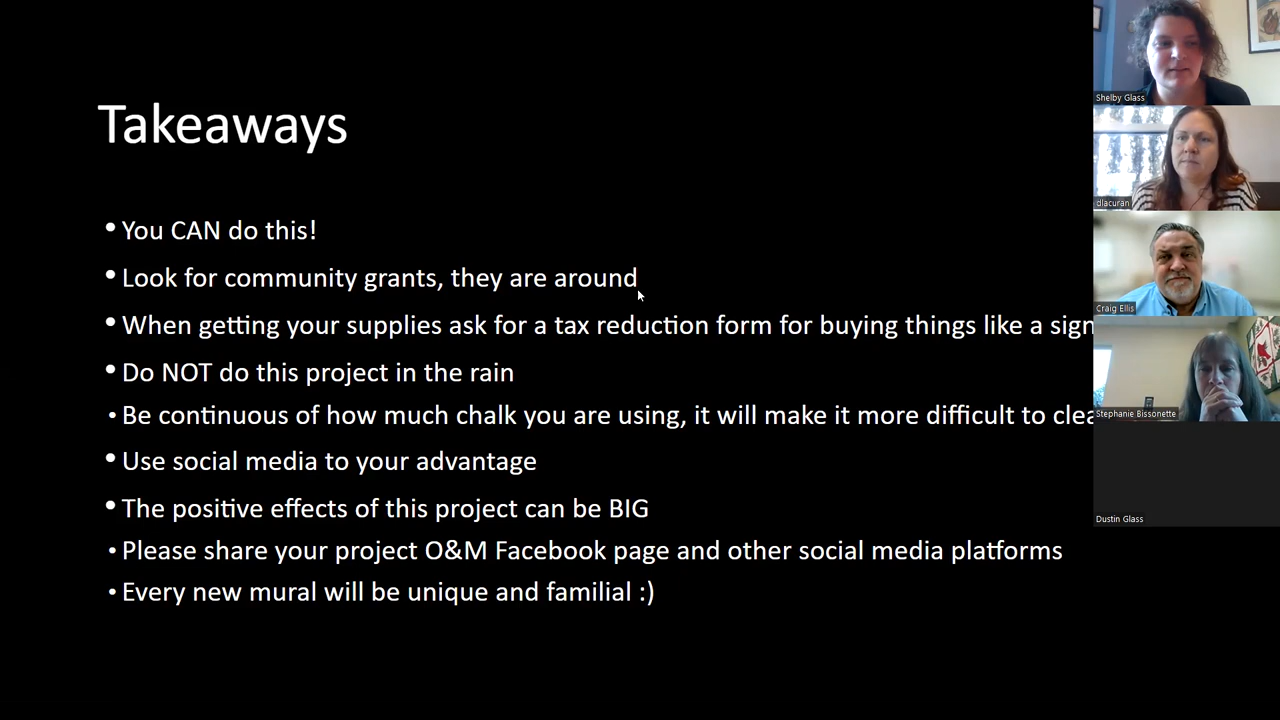 Takeaways
• You CAN do this!
• Look for community grants, they are around
• When getting your supplies ask for a tax reduction form for buying things like a sign
• Do NOT do this project in the rain
• Be continuous of how much chalk you are using, it will make it more difficult to clea
• Use social media to your advantage
• The positive effects of this project can be BIG
• Please share your project O&M Facebook page and other social media platforms
• Every new mural will be unique and familial :)
Shelby Glass
dlacuran
Craig Ellis
Stephanie Bissonette
Dustin Glass